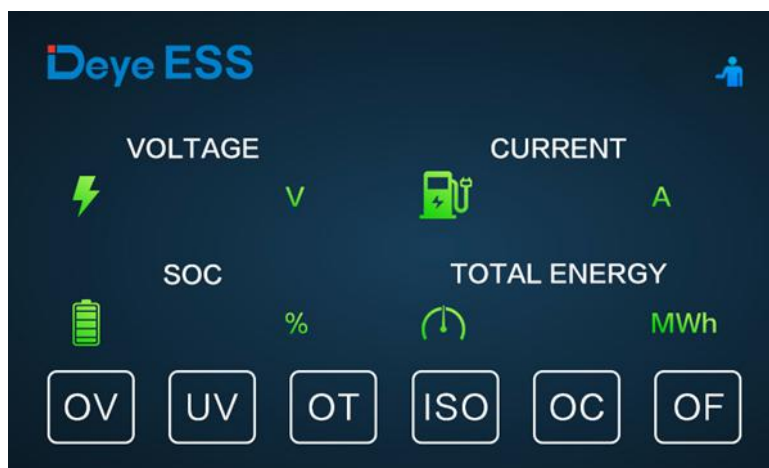 Deye ESS
VOLTAGE
CURRENT
V
A
SOC
TOTAL ENERGY
%
MWh
OV UV OT ISO OC OF